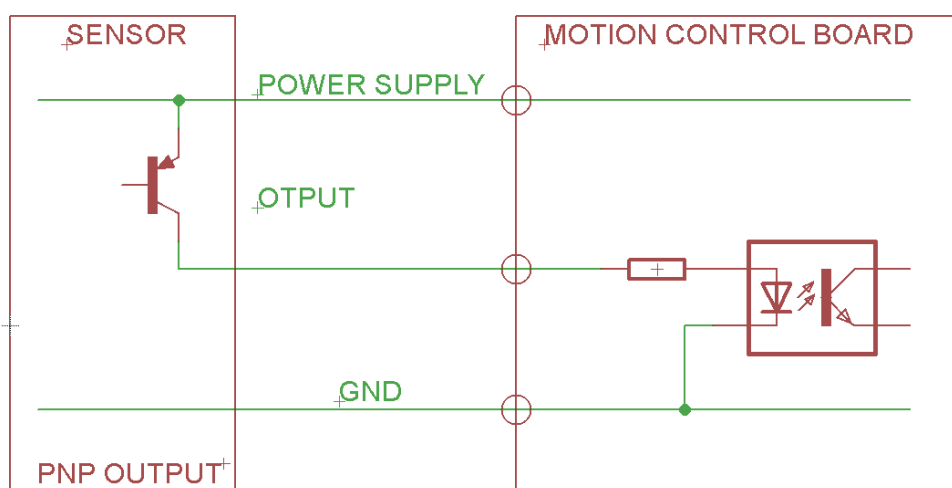 SENSOR
MOTION CONTROL BOARD
POWER SUPPLY
OTPUT
GND
PNP OUTPUT